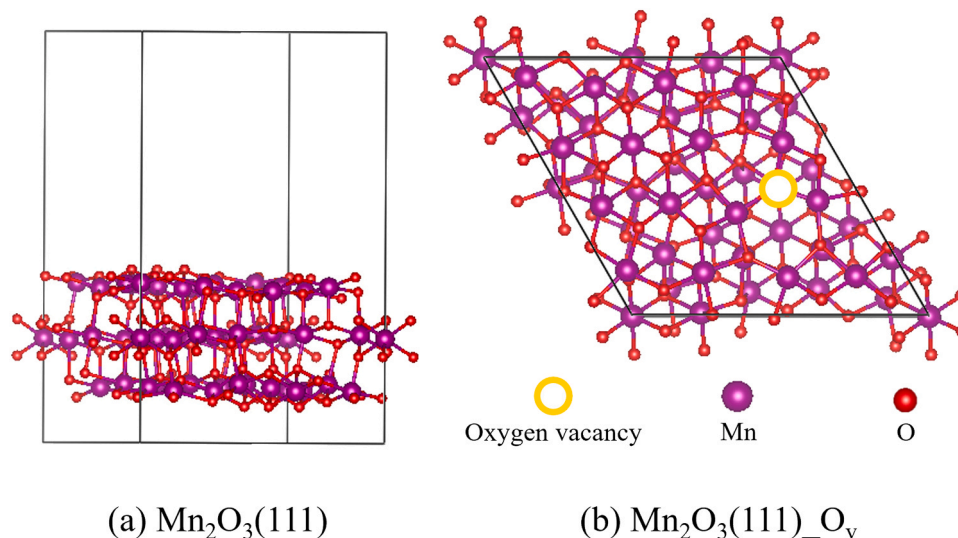 Oxygen vacancy
Mn
O
(a) Mn₂O₃(111)
(b) Mn₂O₃(111)_Oᵥ